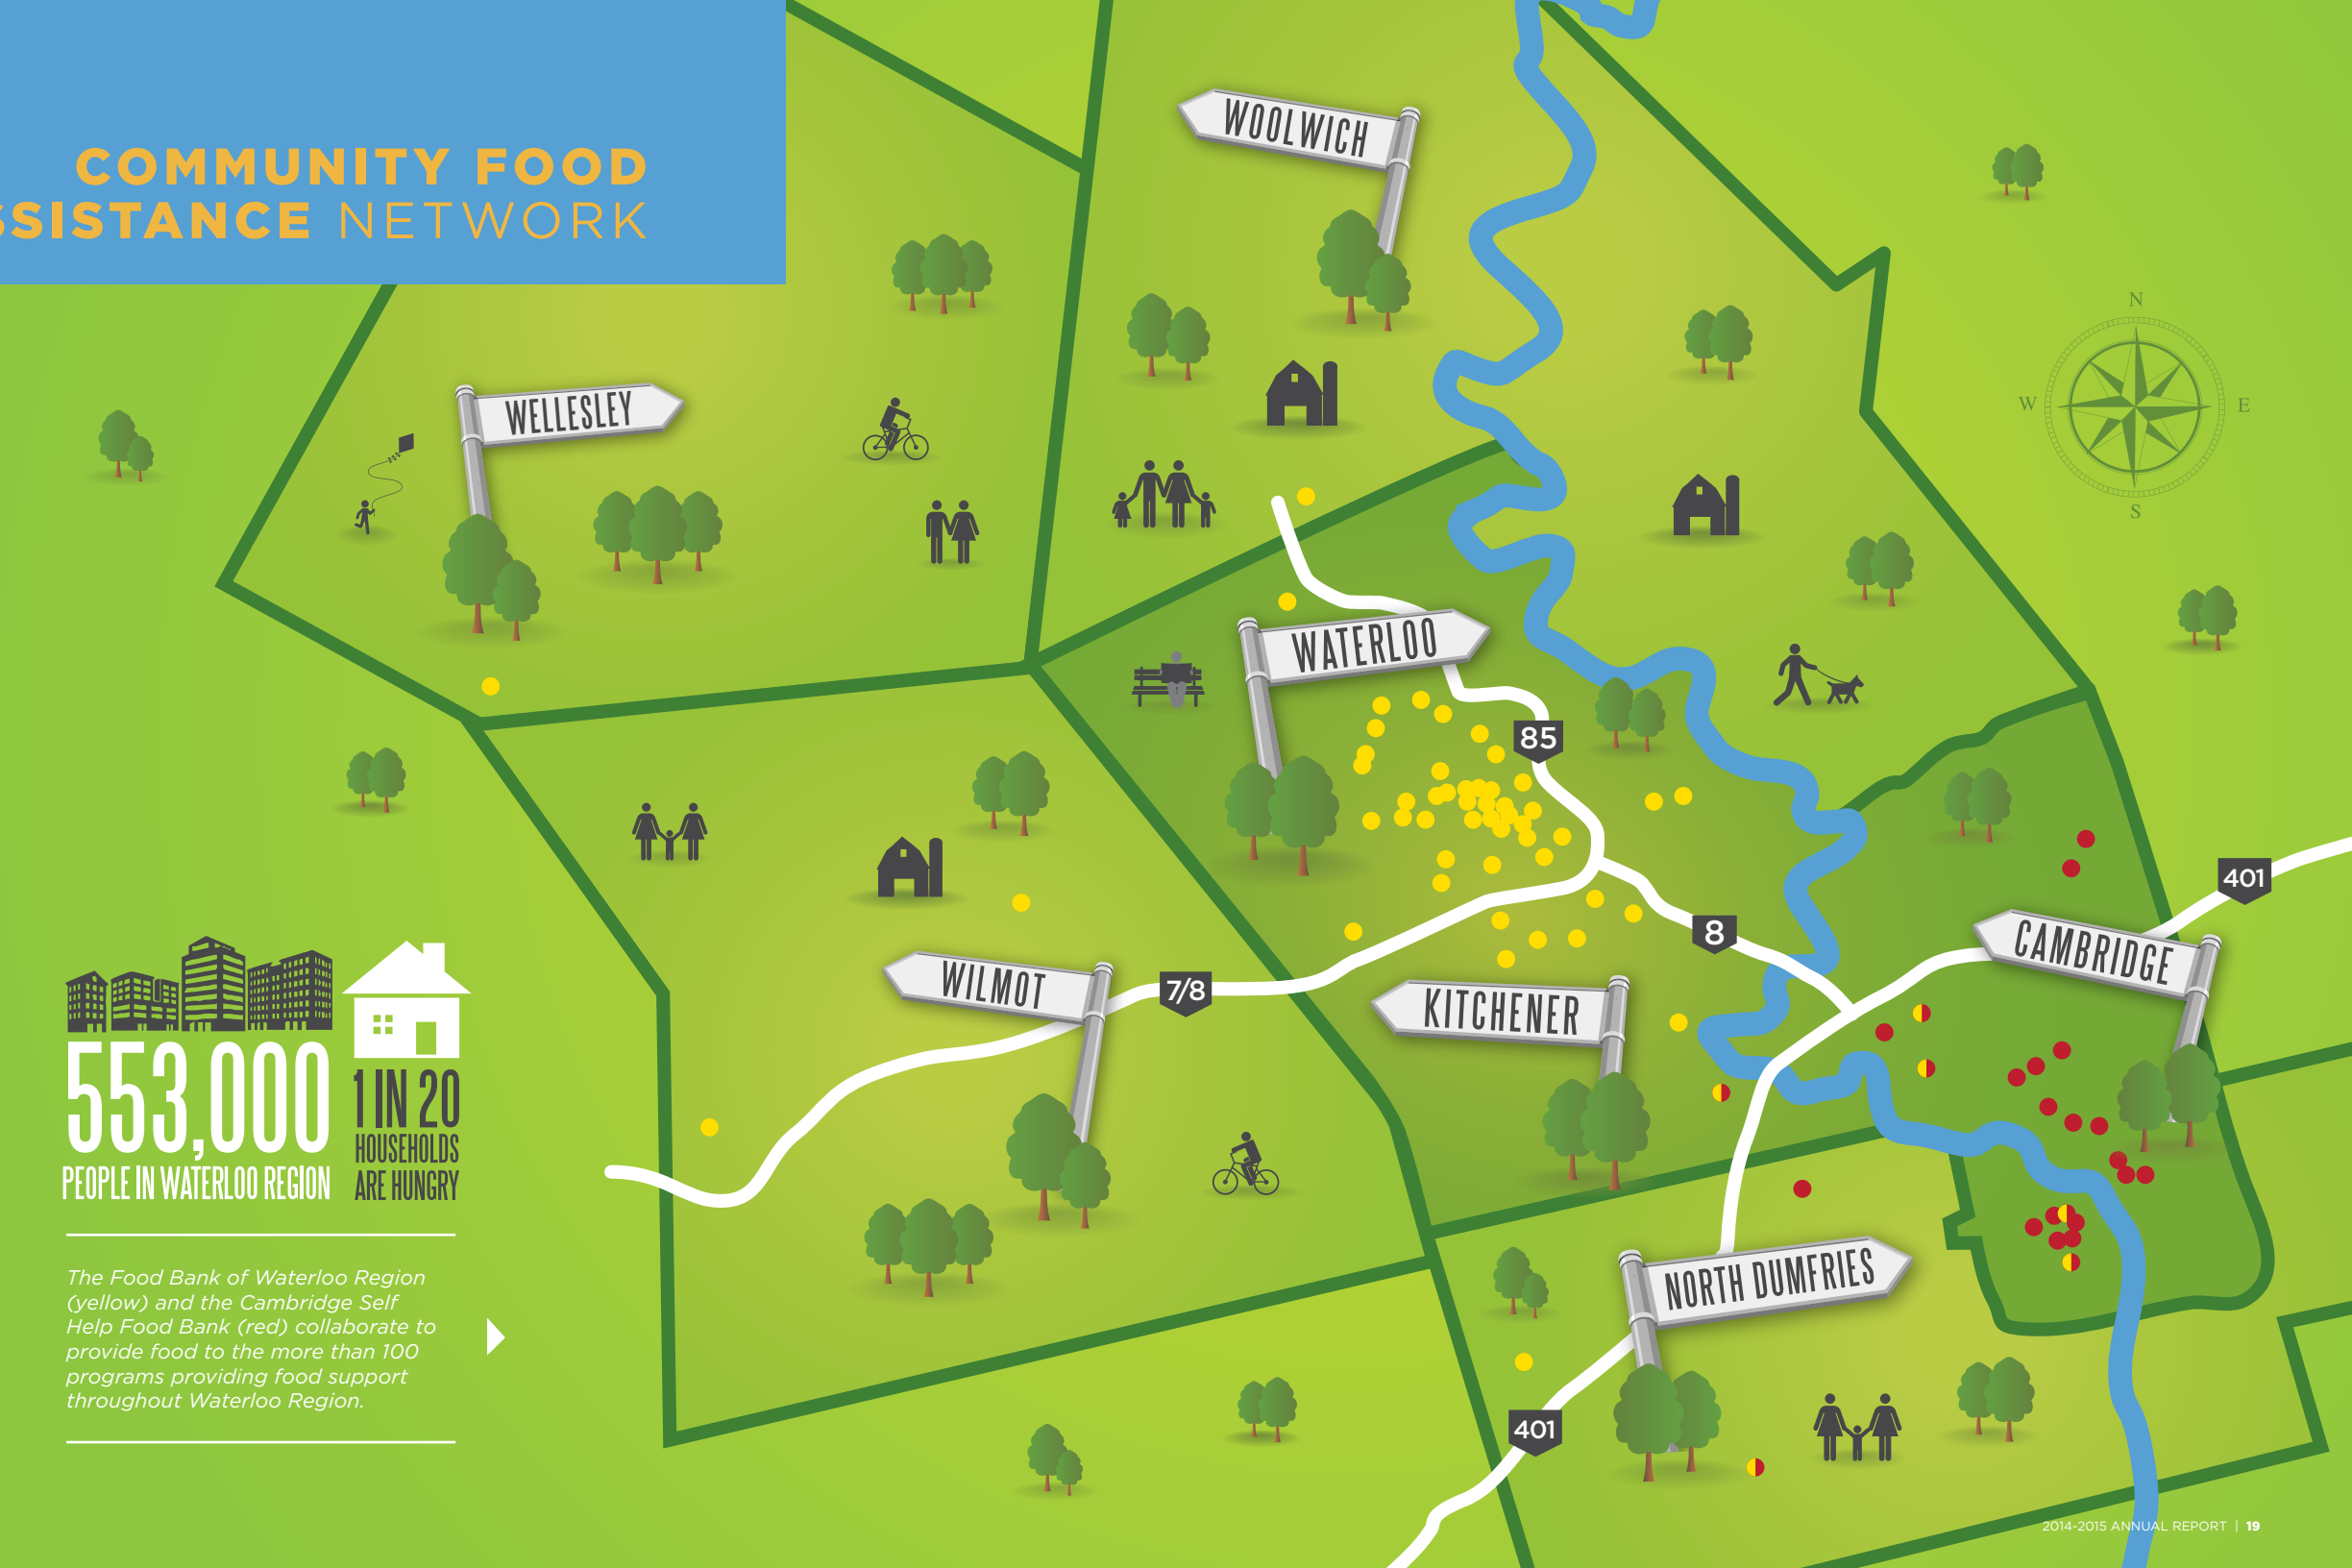 COMMUNITY FOOD
SSISTANCE NETWORK
WOOLWICH
N
W
E
S
WELLESLEY
WATERLOO
85
401
8
CAMBRIDGE
WILMOT
7/8
KITCHENER
553,000
PEOPLE IN WATERLOO REGION
1 IN 20
HOUSEHOLDS
ARE HUNGRY
NORTH DUMFRIES
The Food Bank of Waterloo Region
(yellow) and the Cambridge Self
Help Food Bank (red) collaborate to
provide food to the more than 100
programs providing food support
throughout Waterloo Region.
401
2014-2015 ANNUAL REPORT | 19